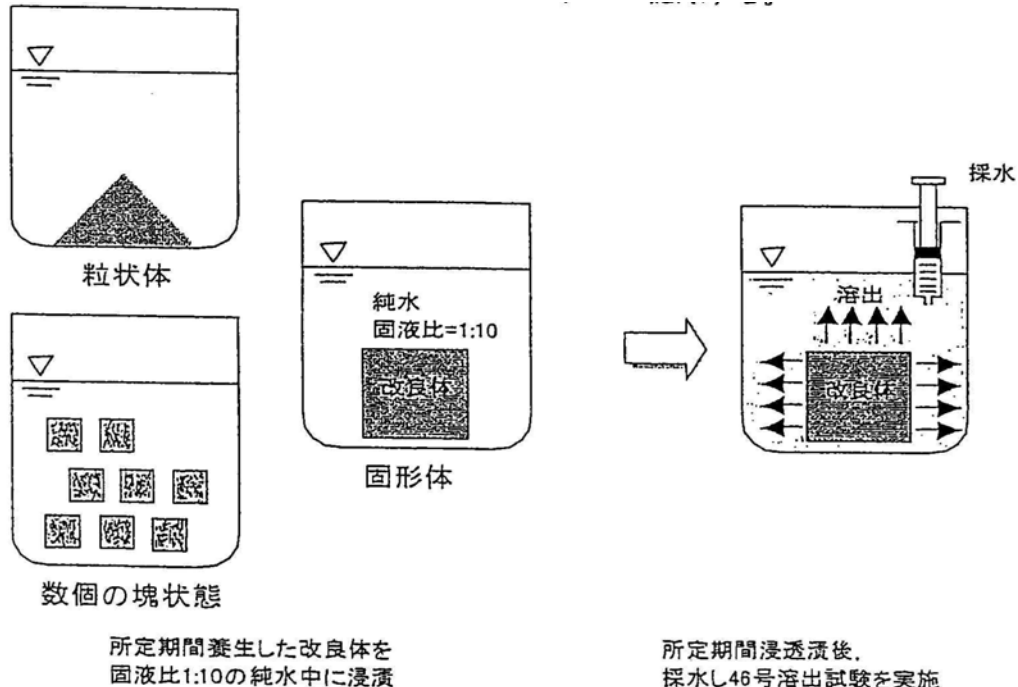 粒状体
純水
固液比=1:10
改良体
固形体
数個の塊状態
所定期間養生した改良体を
固液比1:10の純水中に浸漬
採水
溶出
改良体
所定期間浸透漬後,
採水し46号溶出試験を実施